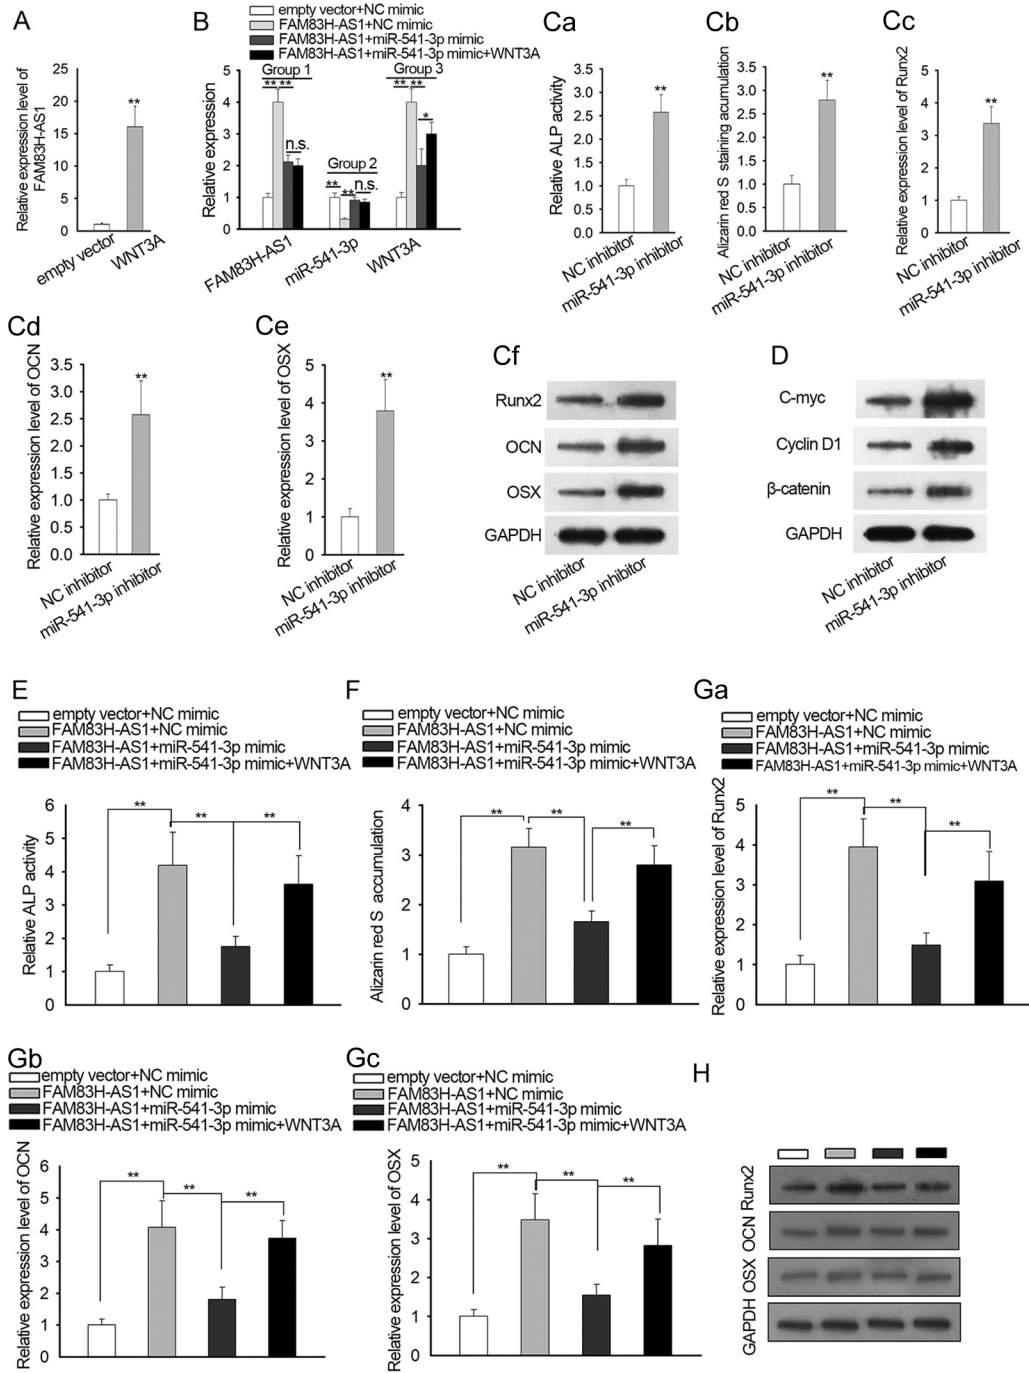 A
Relative expression level of
FAM83H-AS1
25
20
15
10
5
0
**
empty vector
WNT3A
B
empty vector+NC mimic
FAM83H-AS1+NC mimic
FAM83H-AS1+miR-541-3p mimic
FAM83H-AS1+miR-541-3p mimic+WNT3A
Relative expression
5
4
3
2
1
0
Group 1
** **
n.s.
Group 2
**
**
n.s.
Group 3
** **
*
FAM83H-AS1
miR-541-3p
WNT3A
Ca
Relative ALP activity
3.5
3.0
2.5
2.0
1.5
1.0
0.5
0.0
**
NC inhibitor
miR-541-3p inhibitor
Cb
Alizarin red S staining acumulation
3.5
3.0
2.5
2.0
1.5
1.0
0.5
0.0
**
NC inhibitor
miR-541-3p inhibitor
Cc
Relative expression level of Runx2
5
4
3
2
1
0
**
NC inhibitor
miR-541-3p inhibitor
Cd
Relative expression level of OCN
3.5
3.0
2.5
2.0
1.5
1.0
0.5
0.0
**
NC inhibitor
miR-541-3p inhibitor
Ce
Relative expression level of OSX
5
4
3
2
1
0
**
NC inhibitor
miR-541-3p inhibitor
Cf
Runx2
OCN
OSX
GAPDH
NC inhibitor
miR-541-3p inhibitor
D
C-myc
Cyclin D1
β-catenin
GAPDH
NC inhibitor
miR-541-3p inhibitor
E
empty vector+NC mimic
FAM83H-AS1+NC mimic
FAM83H-AS1+miR-541-3p mimic
FAM83H-AS1+miR-541-3p mimic+WNT3A
Relative ALP activity
6
5
4
3
2
1
0
**
**
**
F
empty vector+NC mimic
FAM83H-AS1+NC mimic
FAM83H-AS1+miR-541-3p mimic
FAM83H-AS1+miR-541-3p mimic+WNT3A
Alizarin red S accumulation
4
3
2
1
0
**
**
**
Ga
empty vector+NC mimic
FAM83H-AS1+NC mimic
FAM83H-AS1+miR-541-3p mimic
FAM83H-AS1+miR-541-3p mimic+WNT3A
Relative expression level of Runx2
5
4
3
2
1
0
**
**
**
Gb
empty vector+NC mimic
FAM83H-AS1+NC mimic
FAM83H-AS1+miR-541-3p mimic
FAM83H-AS1+miR-541-3p mimic+WNT3A
Relative expression level of OCN
6
5
4
3
2
1
0
**
**
**
Gc
empty vector+NC mimic
FAM83H-AS1+NC mimic
FAM83H-AS1+miR-541-3p mimic
FAM83H-AS1+miR-541-3p mimic+WNT3A
Relative expression level of OSX
5
4
3
2
1
0
**
**
**
H
Runx2
OCN
OSX
GAPDH